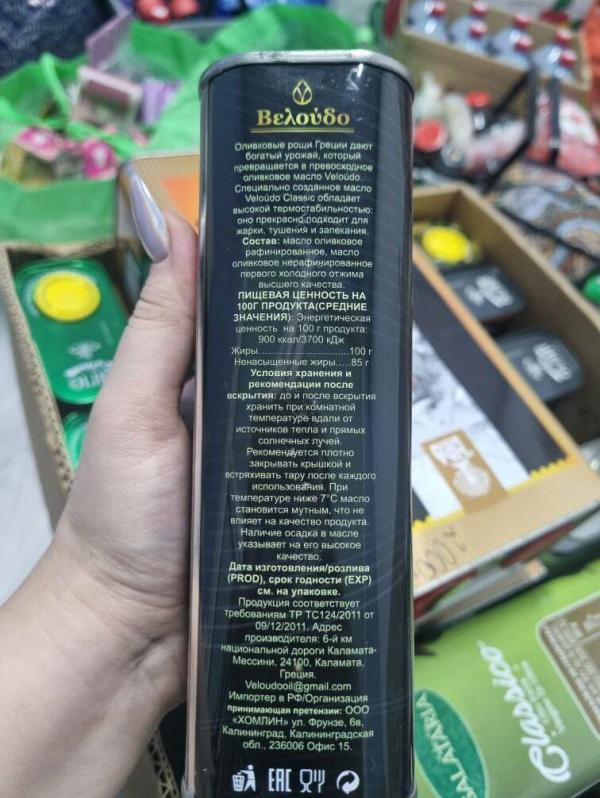 Βελούδο
Оливковые рощи Греции дают
богатый урожай, который
превращается в превосходное
оливковое масло Veloúdo.
Специально созданное масло
Veloúdo Classic обладает
высокой термостабильностью:
оно прекрасно подходит для
жарки, тушения и запекания.
Состав: масло оливковое
рафинированное, масло
оливковое нерафинированное
первого холодного отжима
высшего качества.
ПИЩЕВАЯ ЦЕННОСТЬ НА
100Г ПРОДУКТА(СРЕДНИЕ
ЗНАЧЕНИЯ): Энергетическая
ценность на 100 г продукта:
900 ккал/3700 кДж
Жиры.......................100 г
Ненасыщенные жиры.....85 г
Условия хранения и
рекомендации после
вскрытия: до и после вскрытия
хранить при комнатной
температуре вдали от
источников тепла и прямых
солнечных лучей.
Рекомендуется плотно
закрывать крышкой и
встряхивать тару после каждого
использования. При
температуре ниже 7°С масло
становится мутным, что не
влияет на качество продукта.
Наличие осадка в масле
указывает на его высокое
качество.
Дата изготовления/розлива
(PROD), срок годности (EXP)
см. на упаковке.
Продукция соответствует
требованиям ТР ТС124/2011 от
09/12/2011. Адрес
производителя: 6-й км
национальной дороги Каламата-
Мессини, 24100, Каламата,
Греция.
Veloudooil@gmail.com
Импортер в РФ/Организация
принимающая претензии: ООО
«ХОМЛИН» ул. Фрунзе, 6в,
Калининград, Калининградская
обл., 236006 Офис 15.
EAC
Classico
SALATARIA